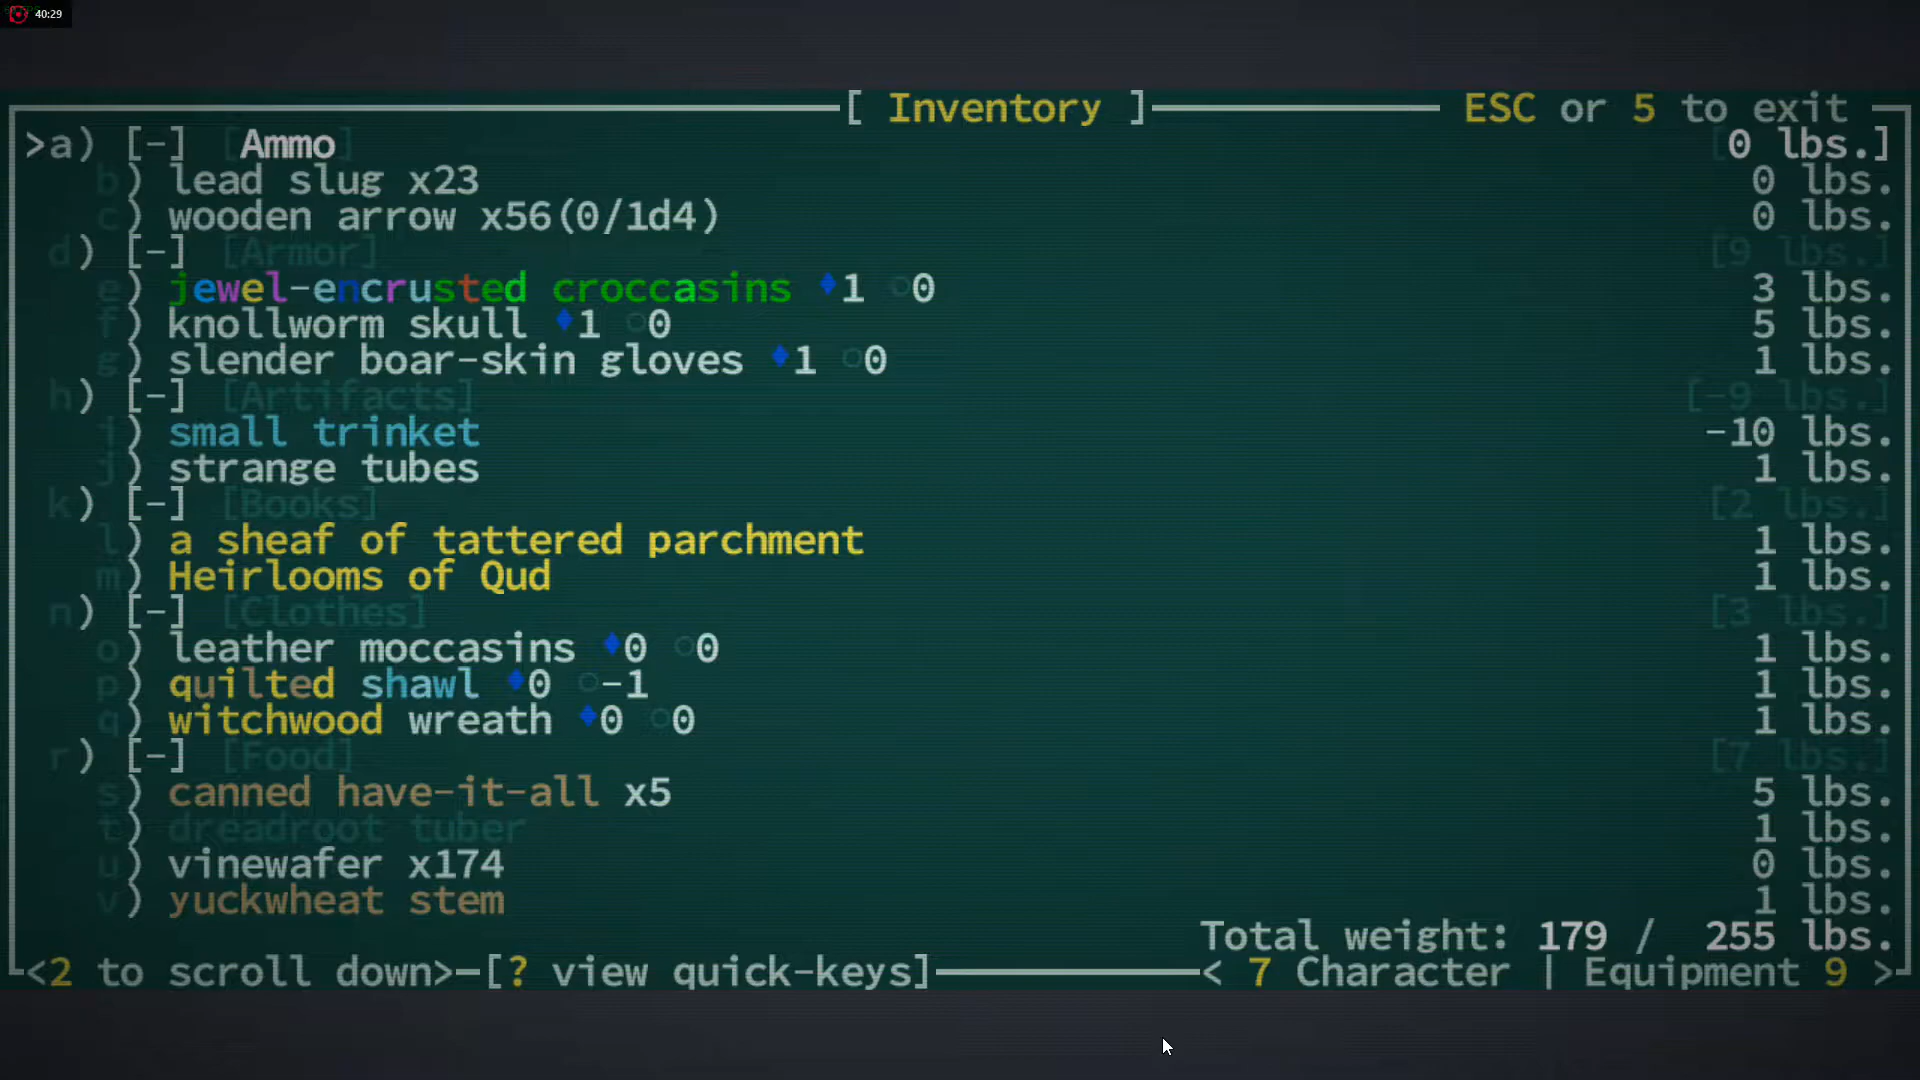 40:29
[ Inventory ] ESC or 5 to exit
>a) [-] Ammo 0 lbs.]
b) lead slug x23 0 lbs.
c) wooden arrow x56(0/1d4) 0 lbs.
d) [-] [Armor] [9 lbs.]
e) jewel-encrusted croccasins ♦1 ○0 3 lbs.
f) knollworm skull ♦1 ○0 5 lbs.
g) slender boar-skin gloves ♦1 ○0 1 lbs.
h) [-] [Artifacts] [-9 lbs.]
i) small trinket -10 lbs.
j) strange tubes 1 lbs.
k) [-] [Books] [2 lbs.]
l) a sheaf of tattered parchment 1 lbs.
m) Heirlooms of Qud 1 lbs.
n) [-] [Clothes] [3 lbs.]
o) leather moccasins ♦0 ○0 1 lbs.
p) quilted shawl ♦0 ○-1 1 lbs.
q) witchwood wreath ♦0 ○0 1 lbs.
r) [-] [Food] [7 lbs.]
s) canned have-it-all x5 5 lbs.
t) dreadroot tuber 1 lbs.
u) vinewafer x174 0 lbs.
v) yuckwheat stem 1 lbs.
Total weight: 179 / 255 lbs.
<2 to scroll down> [? view quick-keys] < 7 Character | Equipment 9 >